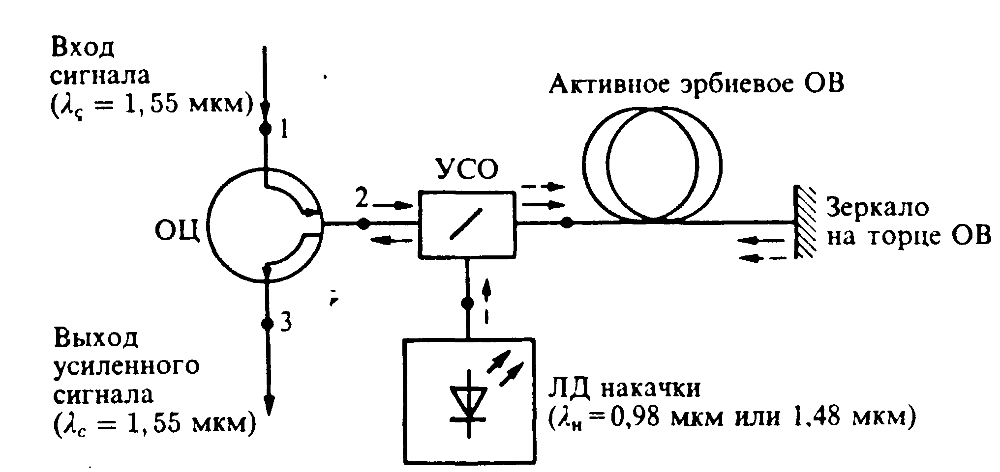 Вход
сигнала
(λс = 1,55 мкм)
1
Активное эрбиевое ОВ
УСО
2
ОЦ
Зеркало
на торце ОВ
3
Выход
усиленного
сигнала
(λс = 1,55 мкм)
ЛД накачки
(λн = 0,98 мкм или 1,48 мкм)